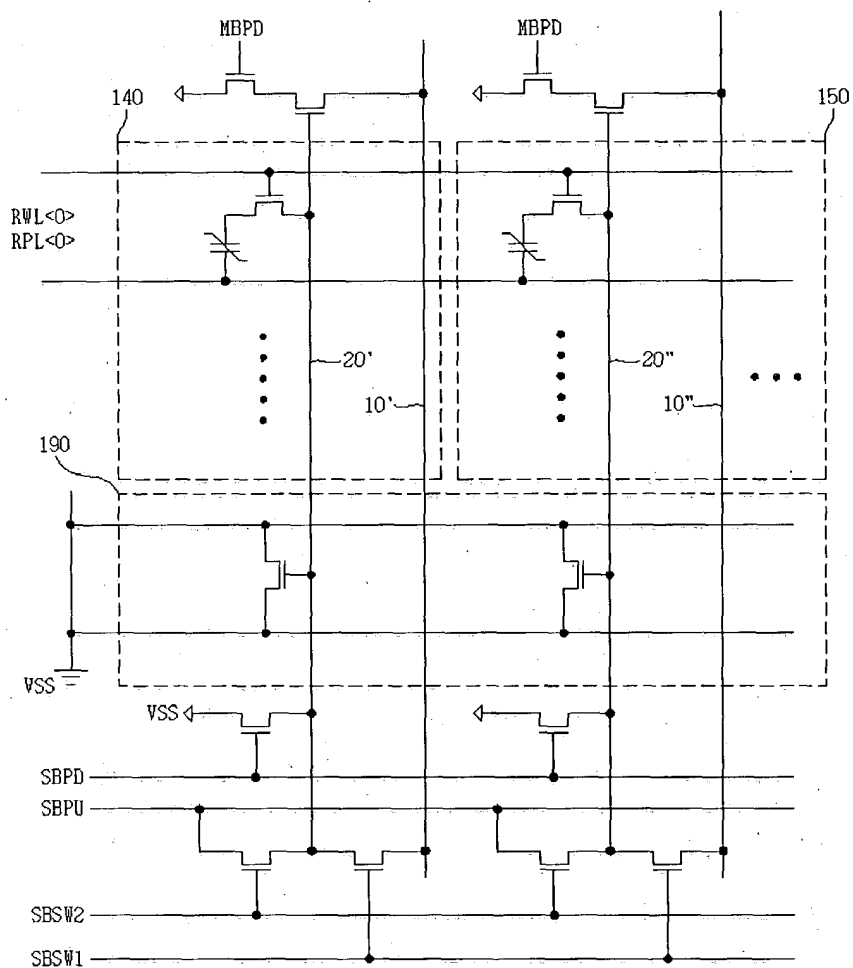 MBPD
MBPD
140
150
RWL<0>
RPL<0>
20'
20"
10'
10"
190
VSS
VSS
SBPD
SBPU
SBSW2
SBSW1